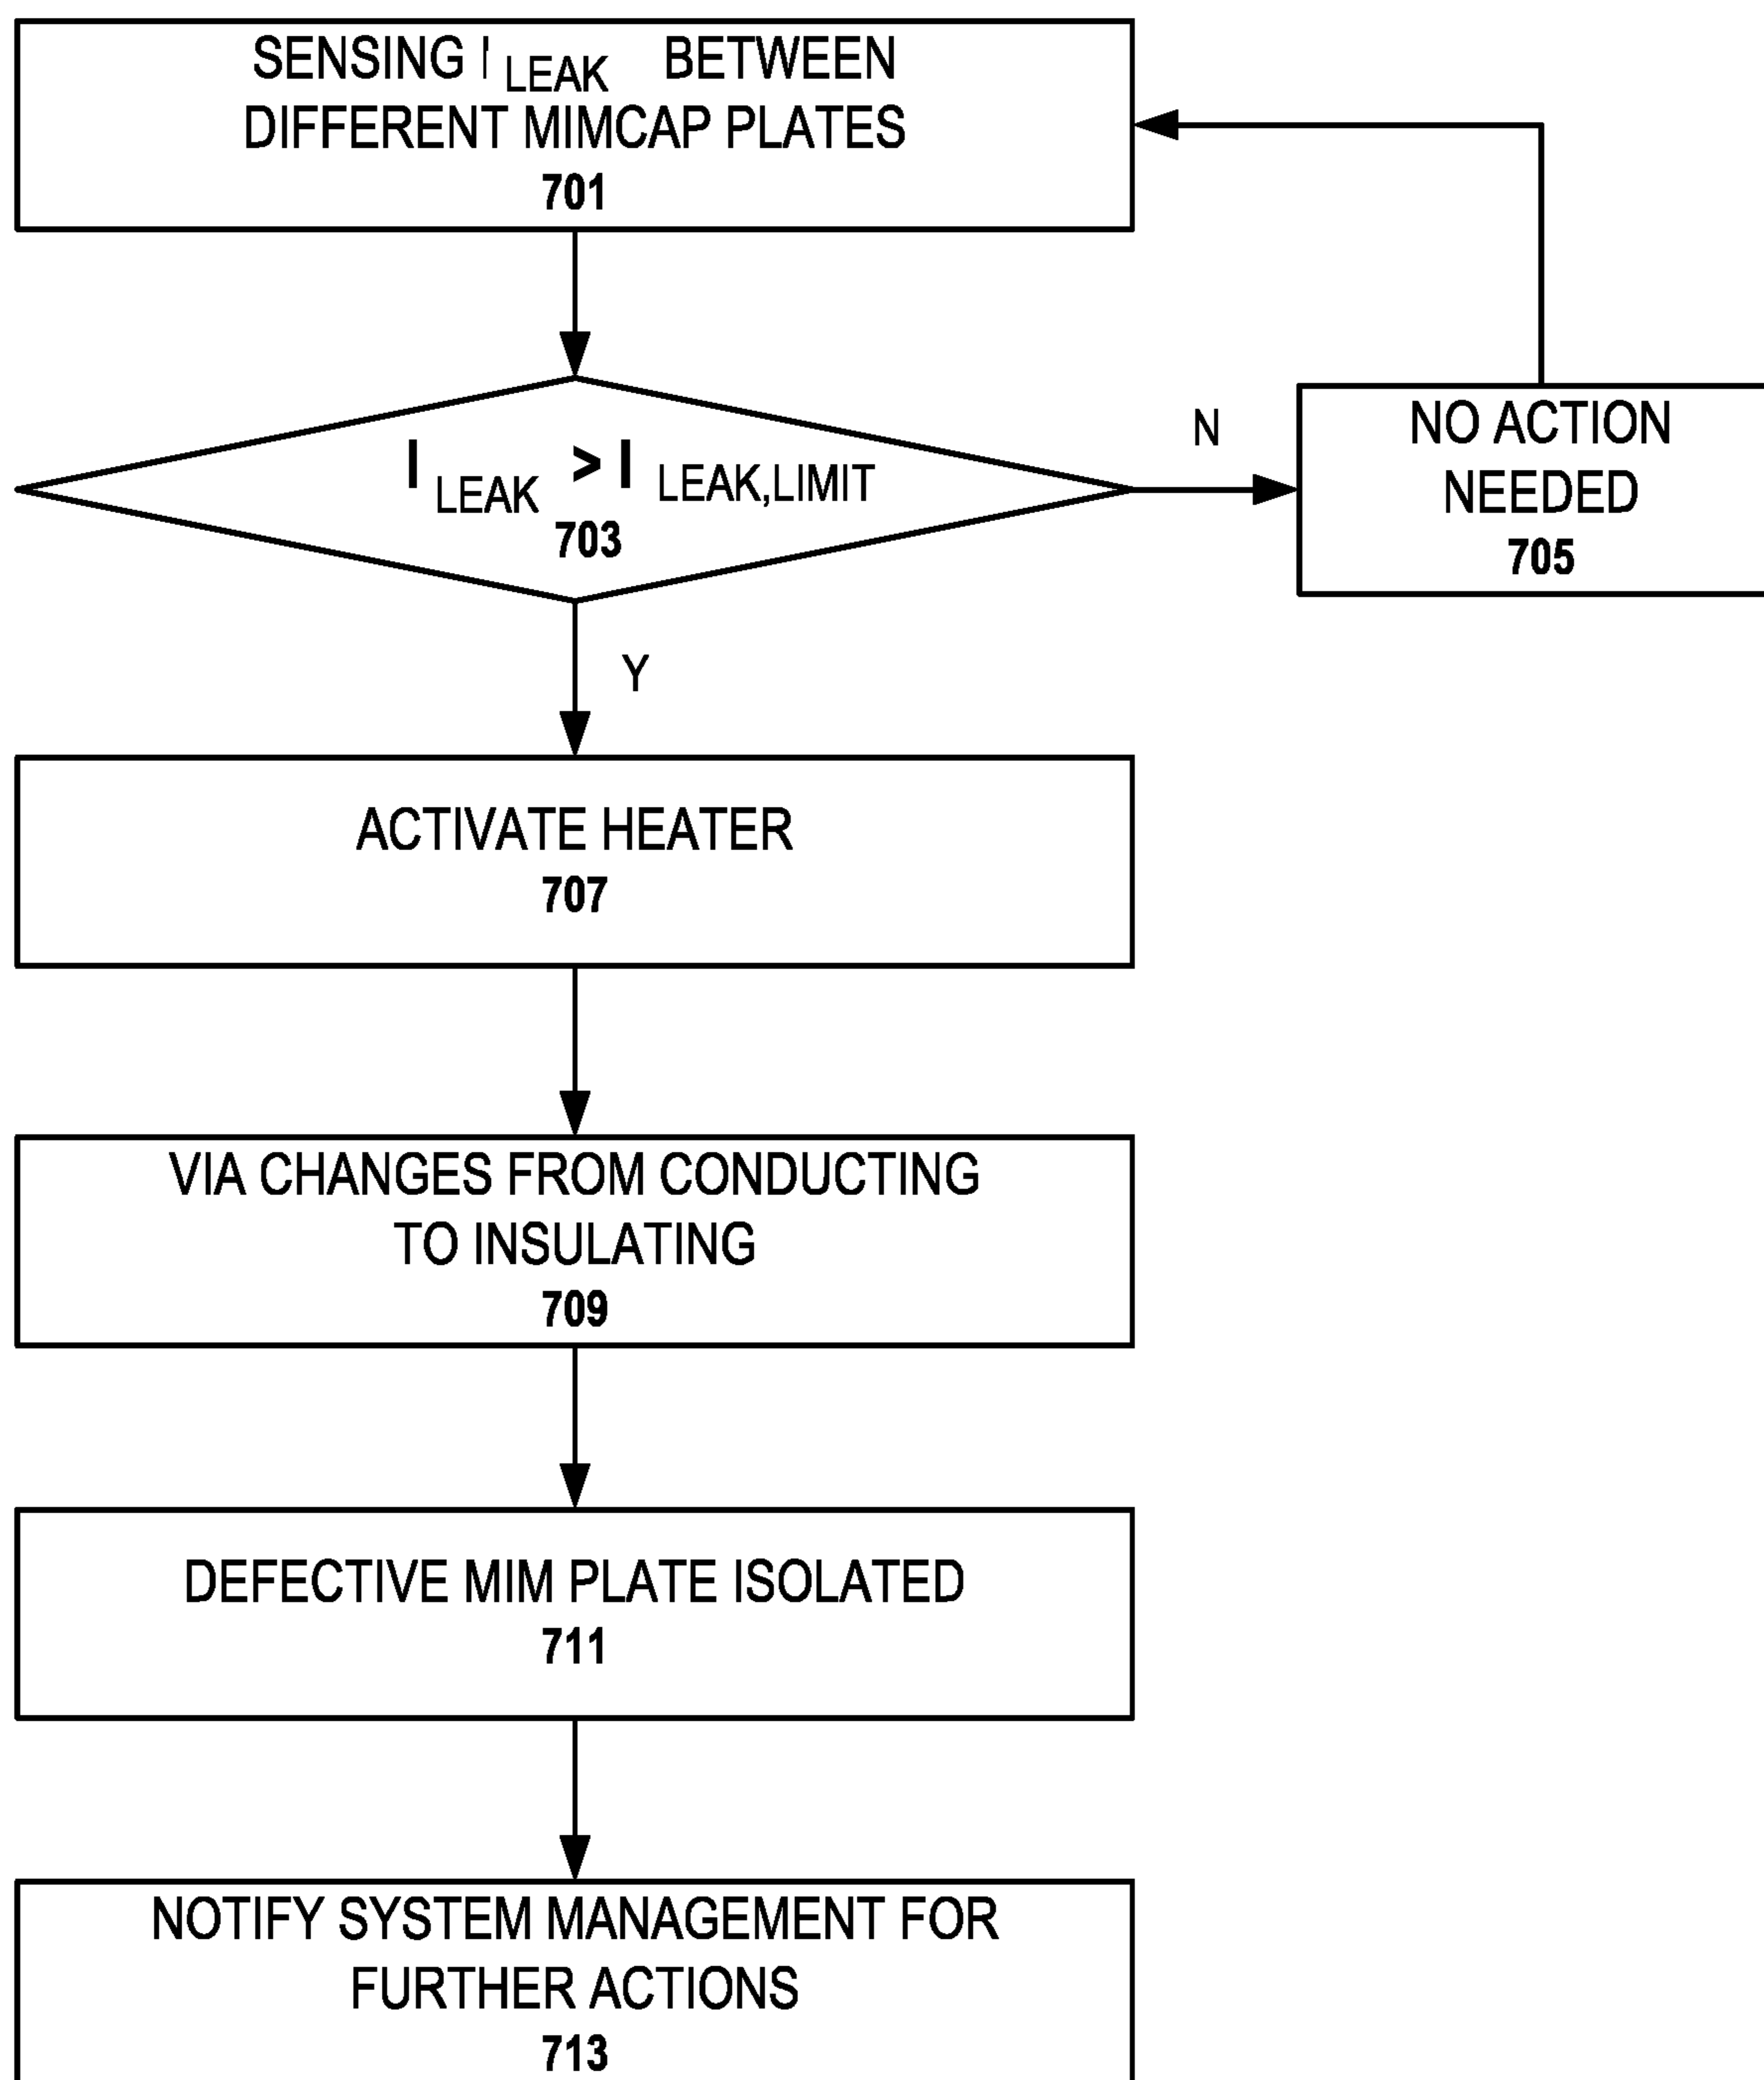 SENSING I LEAK BETWEEN
DIFFERENT MIMCAP PLATES
701
I LEAK > I LEAK,LIMIT
703
N
NO ACTION
NEEDED
705
Y
ACTIVATE HEATER
707
VIA CHANGES FROM CONDUCTING
TO INSULATING
709
DEFECTIVE MIM PLATE ISOLATED
711
NOTIFY SYSTEM MANAGEMENT FOR
FURTHER ACTIONS
713